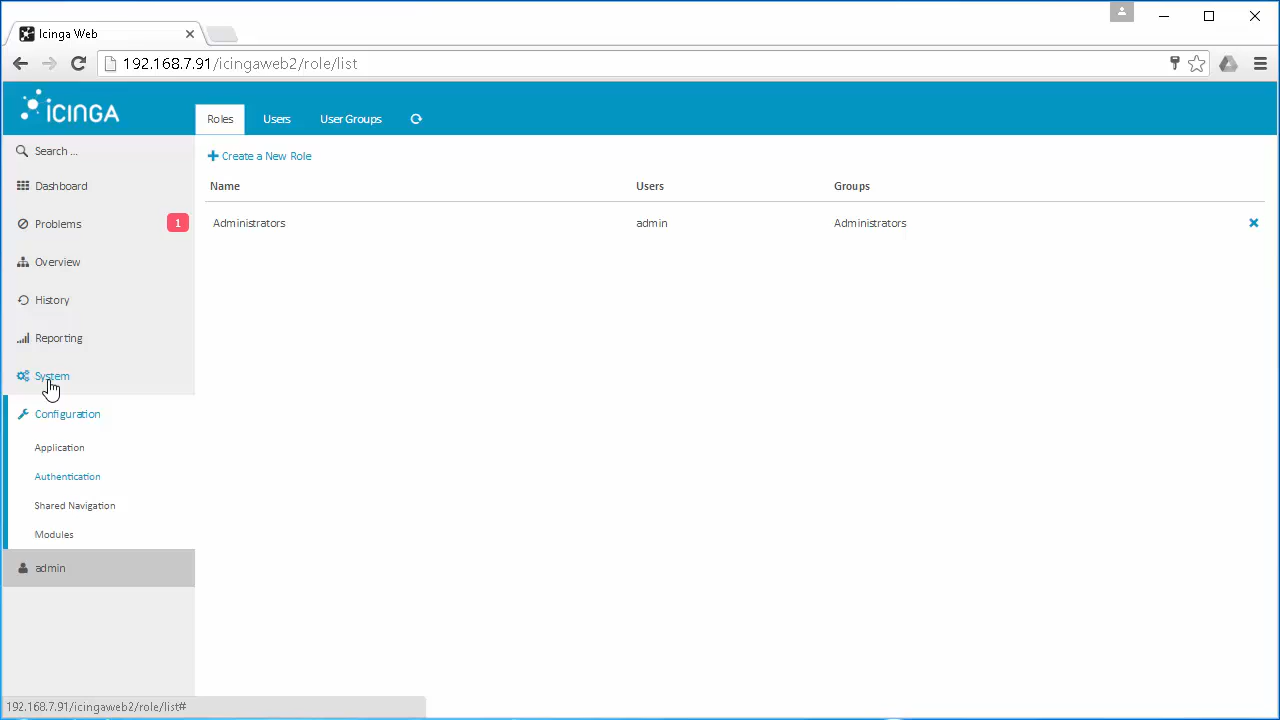 Icinga Web
192.168.7.91/icingaweb2/role/list
ICINGA
Roles Users User Groups
Search ...
Create a New Role
Dashboard
Name Users Groups
Problems 1
Administrators admin Administrators
Overview
History
Reporting
System
Configuration
Application
Authentication
Shared Navigation
Modules
admin
192.168.7.91/icingaweb2/role/list#